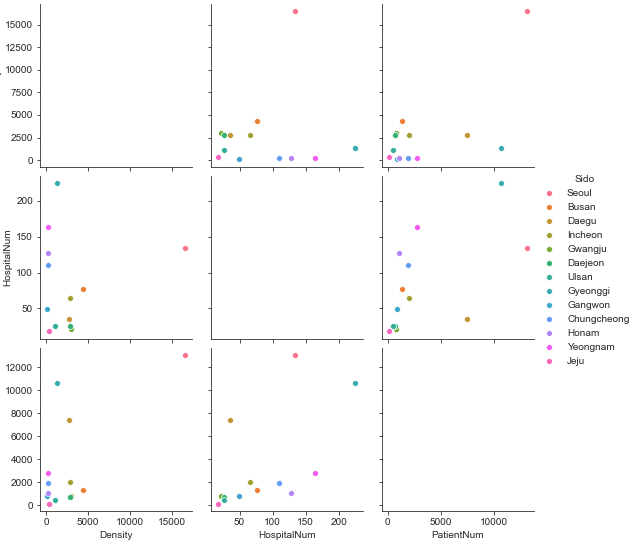 15000
12500
10000
7500
5000
2500
0
200
150
100
50
HospitalNum
12000
10000
8000
6000
4000
2000
0
0 5000 10000 15000
Density
50 100 150 200
HospitalNum
0 5000 10000
PatientNum
Sido
Seoul
Busan
Daegu
Incheon
Gwangju
Daejeon
Ulsan
Gyeonggi
Gangwon
Chungcheong
Honam
Yeongnam
Jeju